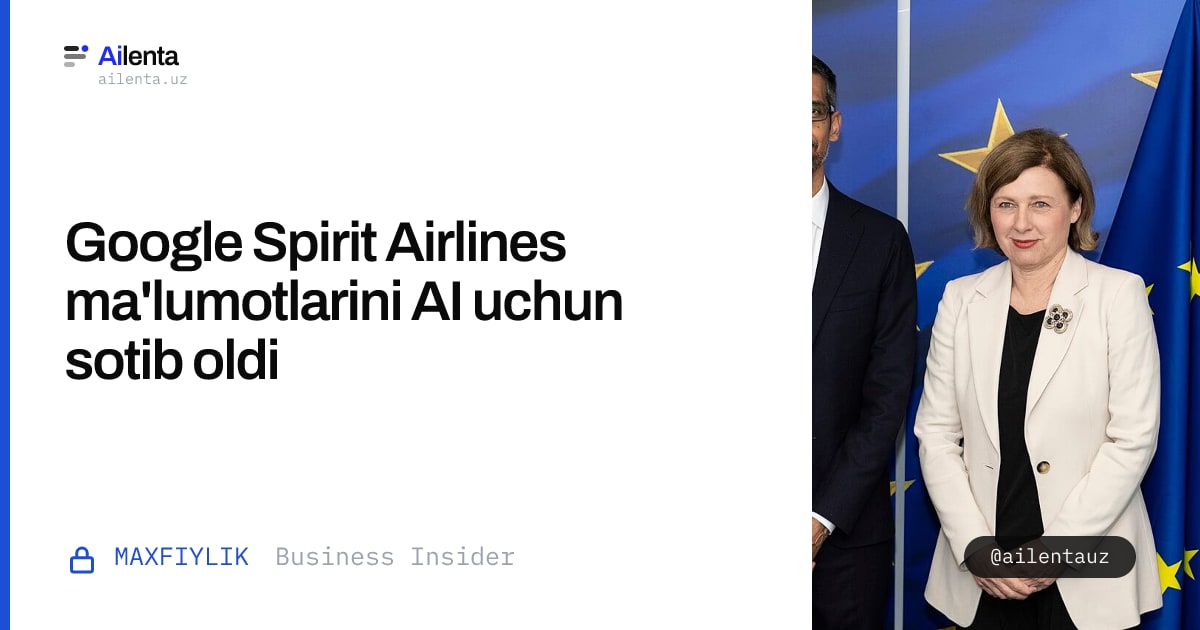 Ailenta
ailenta.uz
Google Spirit Airlines
ma'lumotlarini AI uchun
sotib oldi
MAXFIYLIK Business Insider
@ailentauz